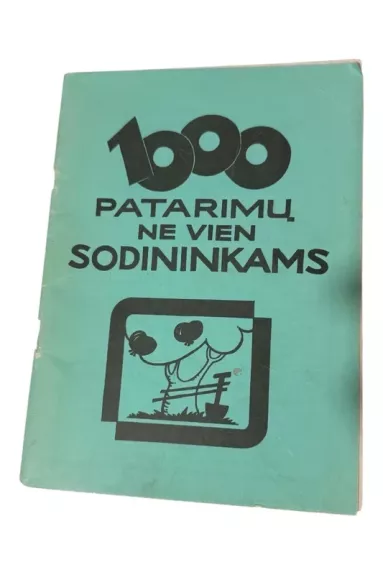 1000
PATARIMŲ
NE VIEN
SODININKAMS